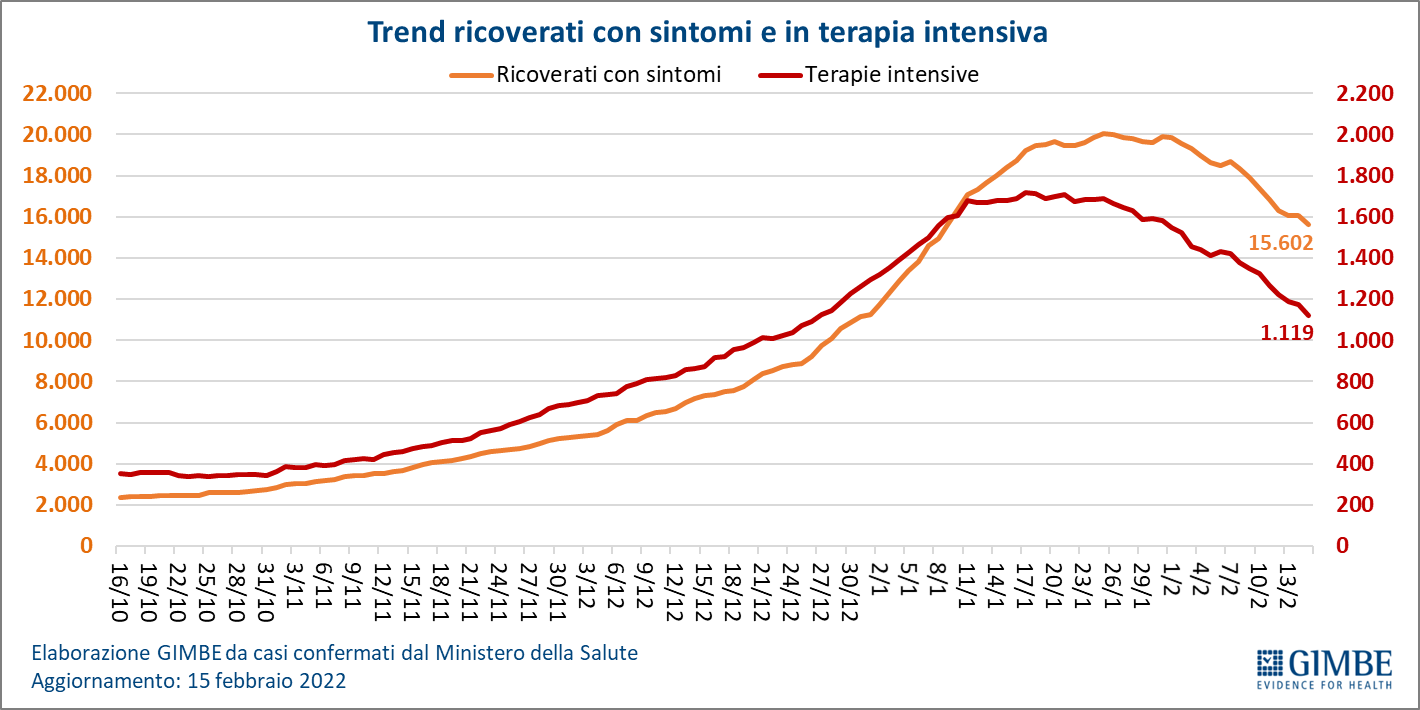 Trend ricoverati con sintomi e in terapia intensiva
Ricoverati con sintomi Terapie intensive
22.000 2.200
20.000 2.000
18.000 1.800
16.000 1.600
14.000 1.400
12.000 1.200
10.000 1.000
8.000 800
6.000 600
4.000 400
2.000 200
0 0
15.602
1.119
16/10 19/10 22/10 25/10 28/10 31/10 3/11 6/11 9/11 12/11 15/11 18/11 21/11 24/11 27/11 30/11 3/12 6/12 9/12 12/12 15/12 18/12 21/12 24/12 27/12 30/12 2/1 5/1 8/1 11/1 14/1 17/1 20/1 23/1 26/1 29/1 1/2 4/2 7/2 10/2 13/2
Elaborazione GIMBE da casi confermati dal Ministero della Salute
Aggiornamento: 15 febbraio 2022
GIMBE
EVIDENCE FOR HEALTH